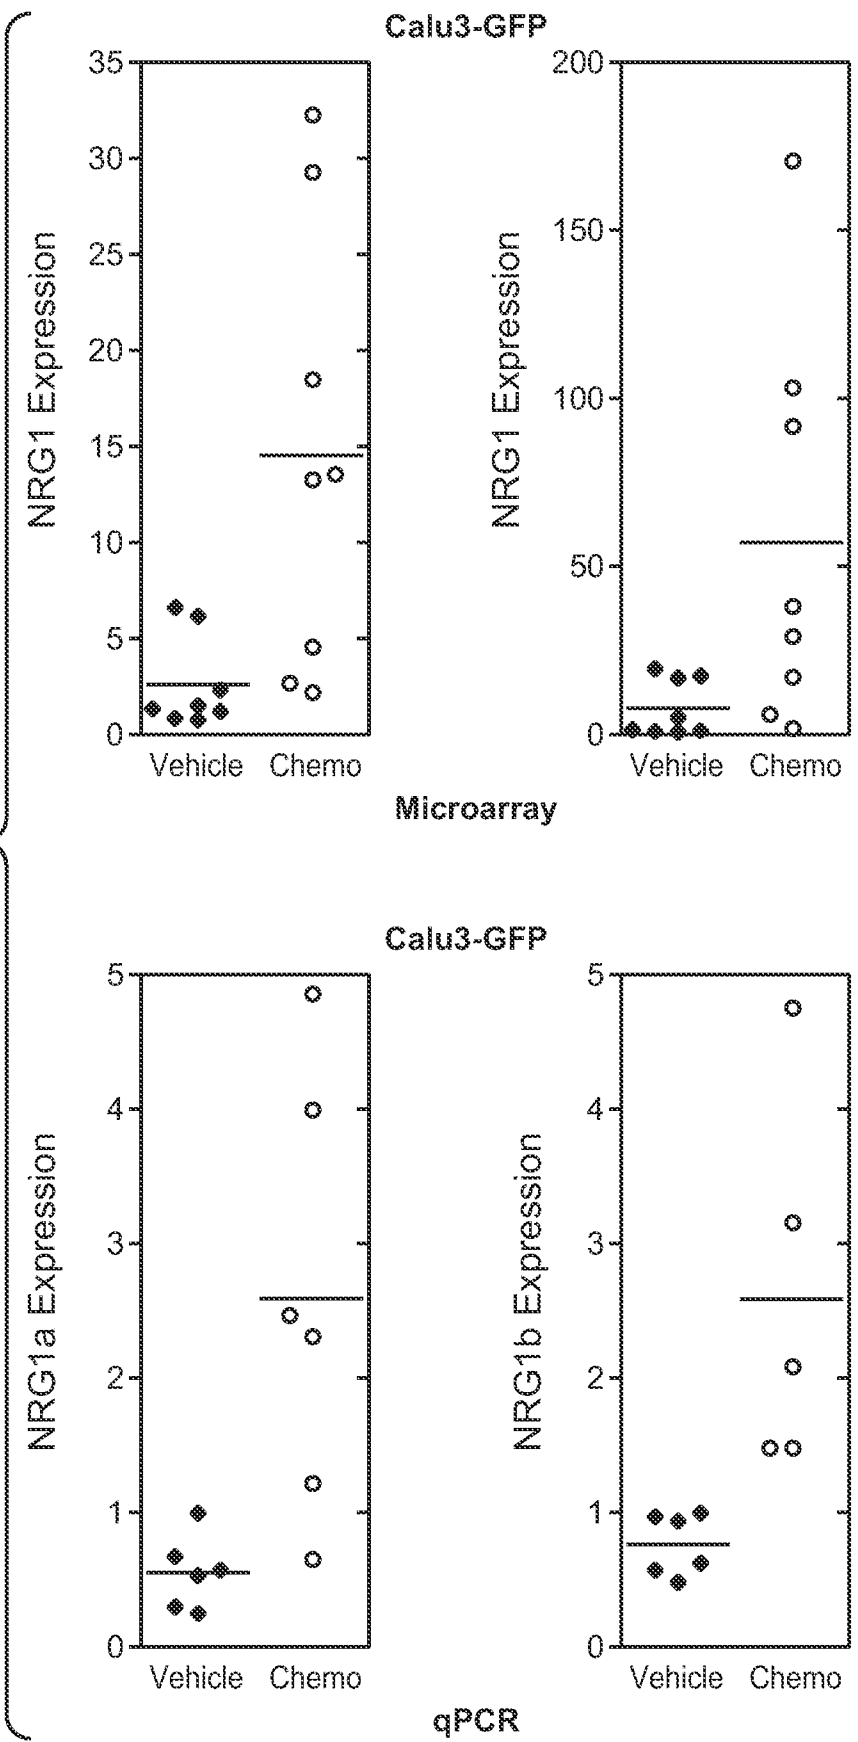 Calu3-GFP
NRG1 Expression
35
30
25
20
15
10
5
0
Vehicle Chemo
NRG1 Expression
200
150
100
50
0
Vehicle Chemo
Microarray
Calu3-GFP
NRG1a Expression
5
4
3
2
1
0
Vehicle Chemo
NRG1b Expression
5
4
3
2
1
0
Vehicle Chemo
qPCR